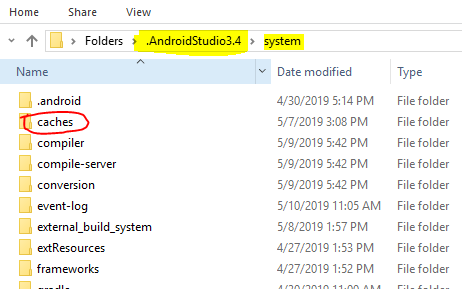 Home Share View
Folders > .AndroidStudio3.4 > system
Name Date modified Type
.android 4/30/2019 5:14 PM File folder
caches 5/7/2019 3:08 PM File folder
compiler 5/9/2019 5:42 PM File folder
compile-server 5/9/2019 5:42 PM File folder
conversion 5/9/2019 5:42 PM File folder
event-log 5/10/2019 11:05 AM File folder
external_build_system 5/8/2019 1:57 PM File folder
extResources 4/27/2019 1:53 PM File folder
frameworks 4/27/2019 1:52 PM File folder